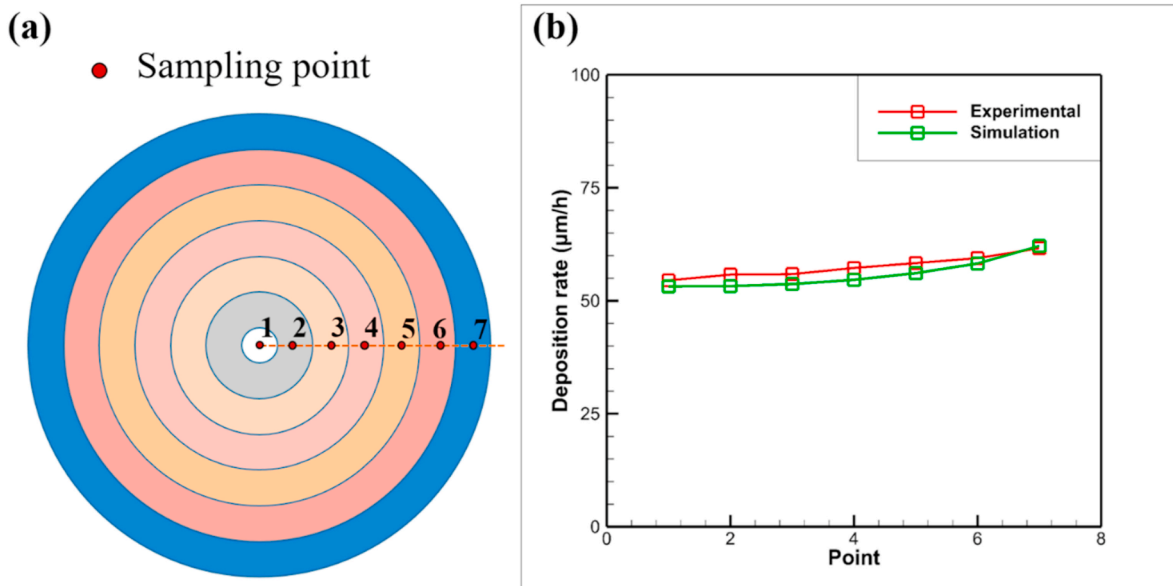 (a)
Sampling point
1 2 3 4 5 6 7
(b)
Experimental
Simulation
Deposition rate (μm/h)
100
75
50
25
0
0 2 4 6 8
Point